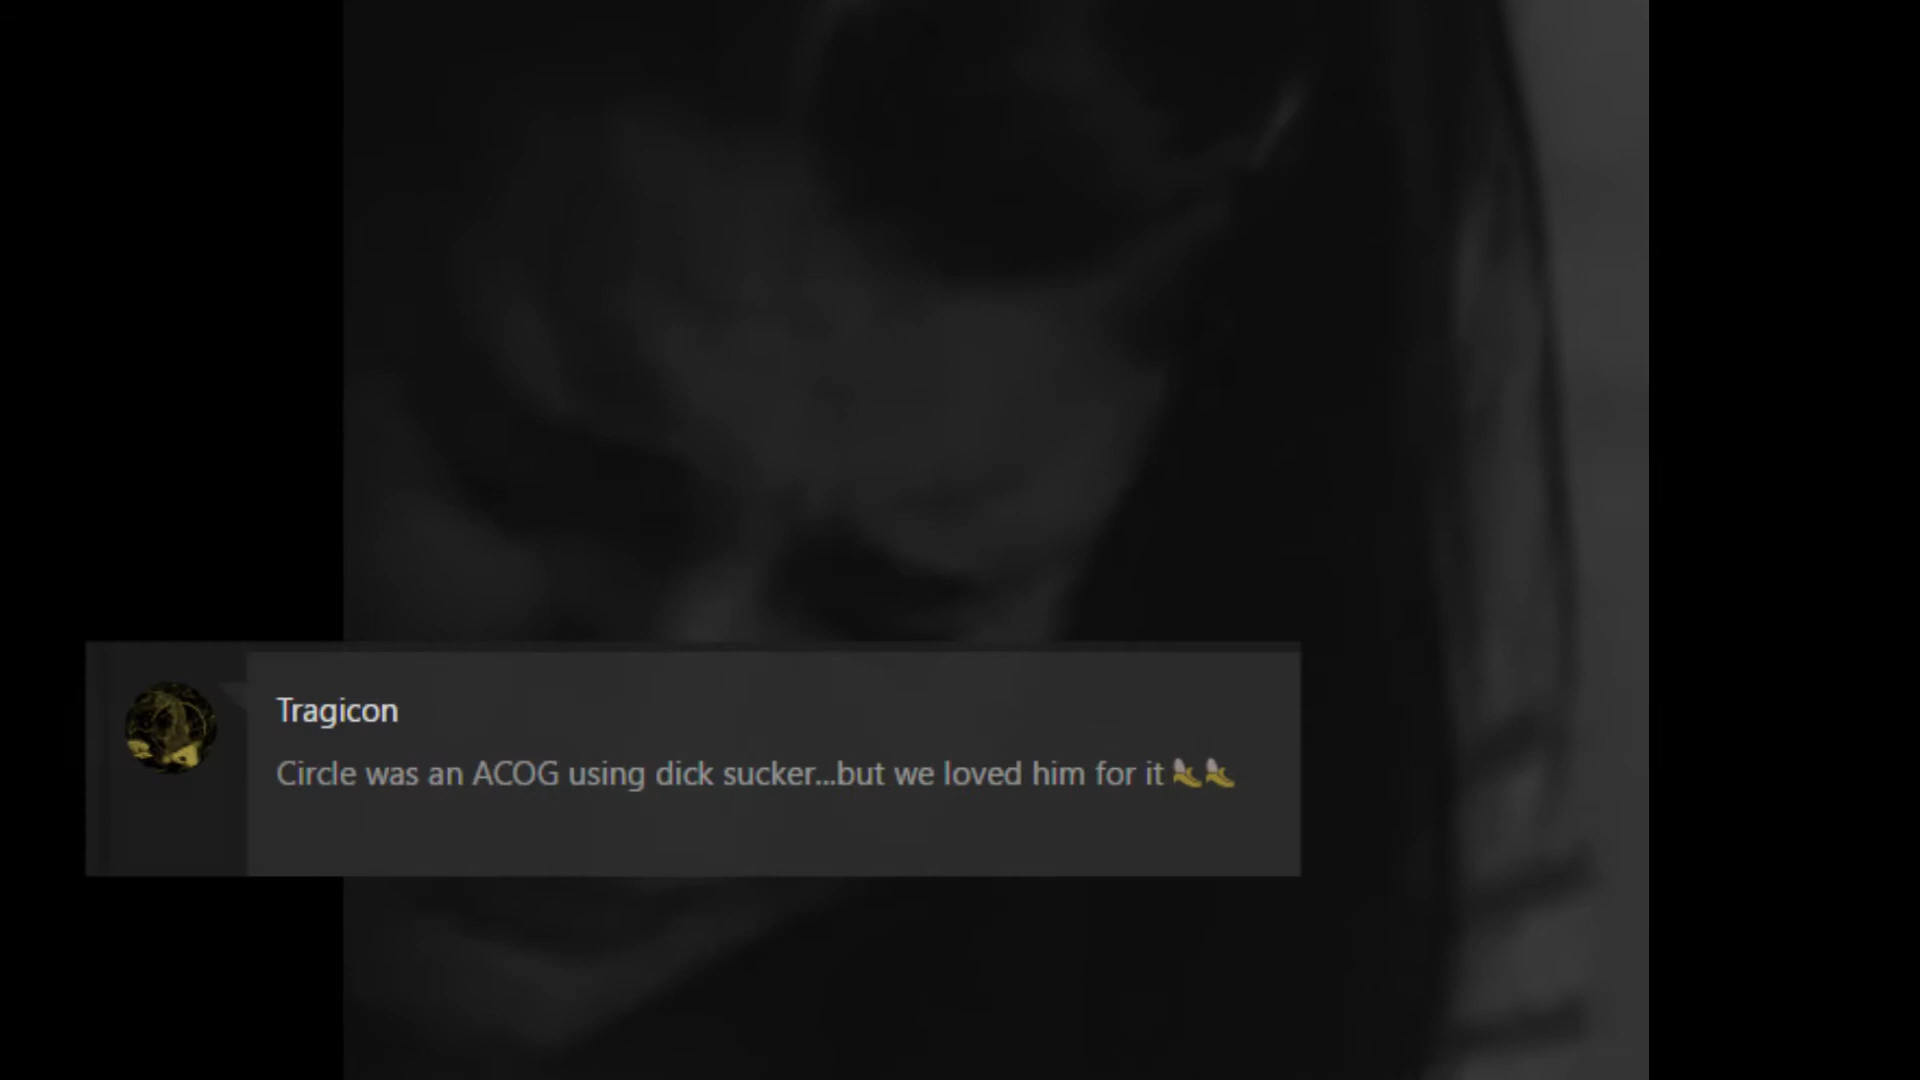 Tragicon
Circle was an ACOG using dick sucker...but we loved him for it 🍌🍌